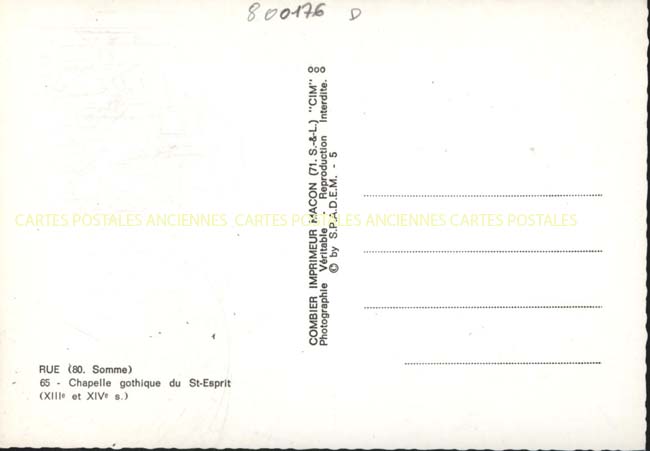 800176 D
COMBIER IMPRIMEUR MACON (71. S.-&-L.) "CIM" ooo
Photographie Véritable - Reproduction Interdite.
© by S.P.A.D.E.M. - 5
CARTES POSTALES ANCIENNES CARTES POSTALES ANCIENNES CARTES POSTALES
RUE (80. Somme)
65 - Chapelle gothique du St-Esprit
(XIIIe et XIVe s.)